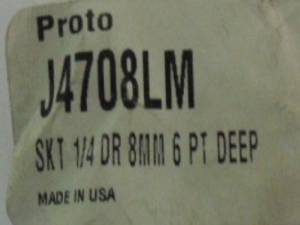 Proto
J4708LM
SKT 1/4 DR 8MM 6 PT DEEP
MADE IN USA